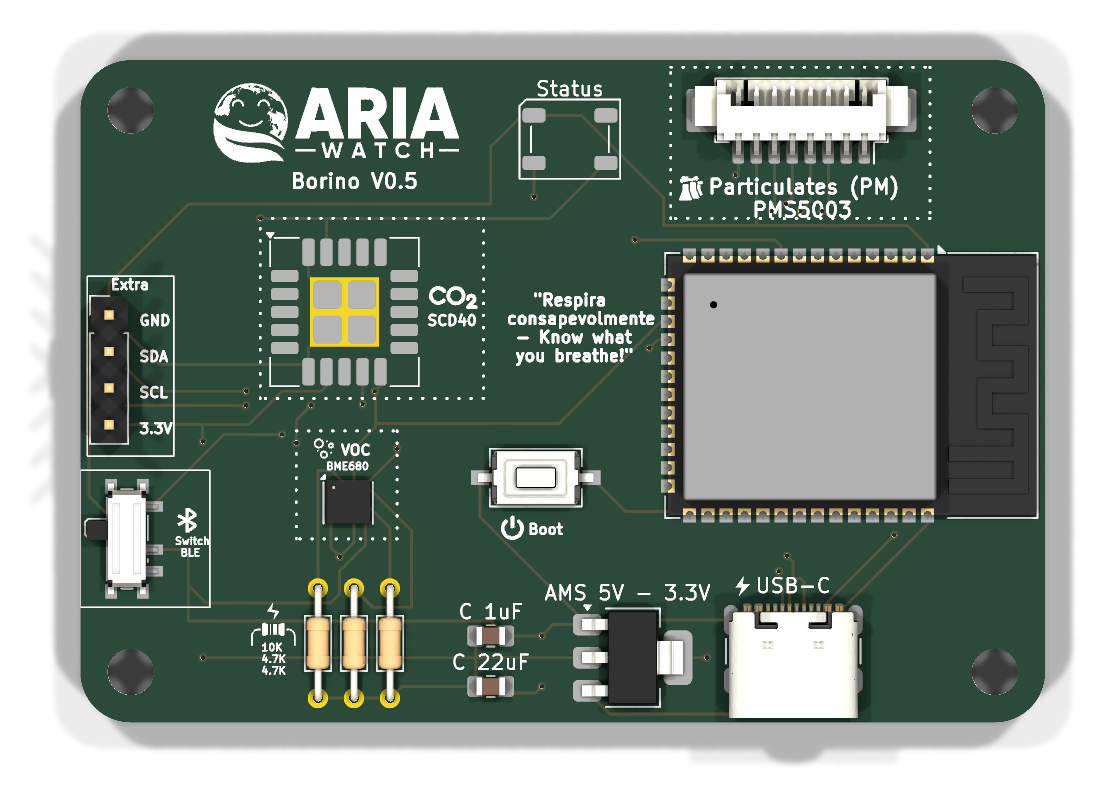 ARIA
WATCH
Borino V0.5
Status
Particulates (PM)
PMS5003
Extra
GND
SDA
SCL
3.3V
CO2
SCD40
"Respira
consapevolmente
– Know what
you breathe!"
VOC
BME680
Switch
BLE
Boot
10K
4.7K
4.7K
C 1uF
C 22uF
AMS 5V – 3.3V
USB-C